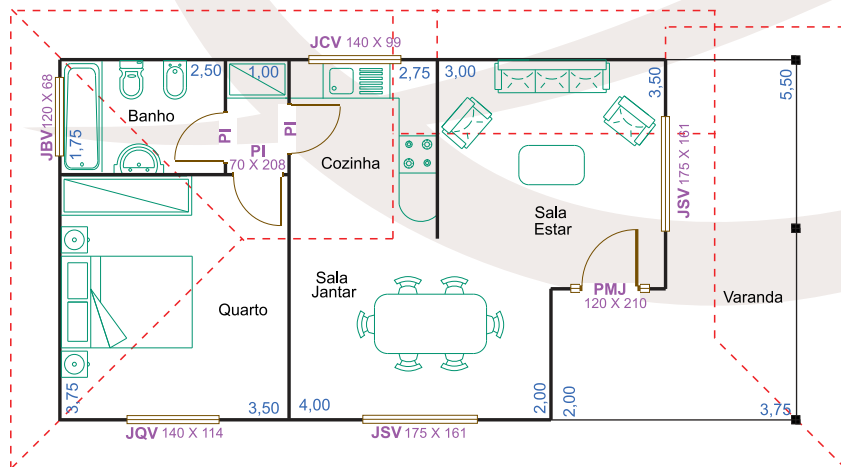 JCV 140 X 99
2,50
1,00
2,75
3,00
3,50
5,50
JBV 120 X 68
1,75
Banho
PI
PI
PI
70 X 208
Cozinha
JSV 175 X 161
Sala
Estar
Sala
Jantar
Quarto
PMJ
120 X 210
Varanda
3,75
3,50
4,00
2,00
2,00
3,75
JQV 140 X 114
JSV 175 X 161